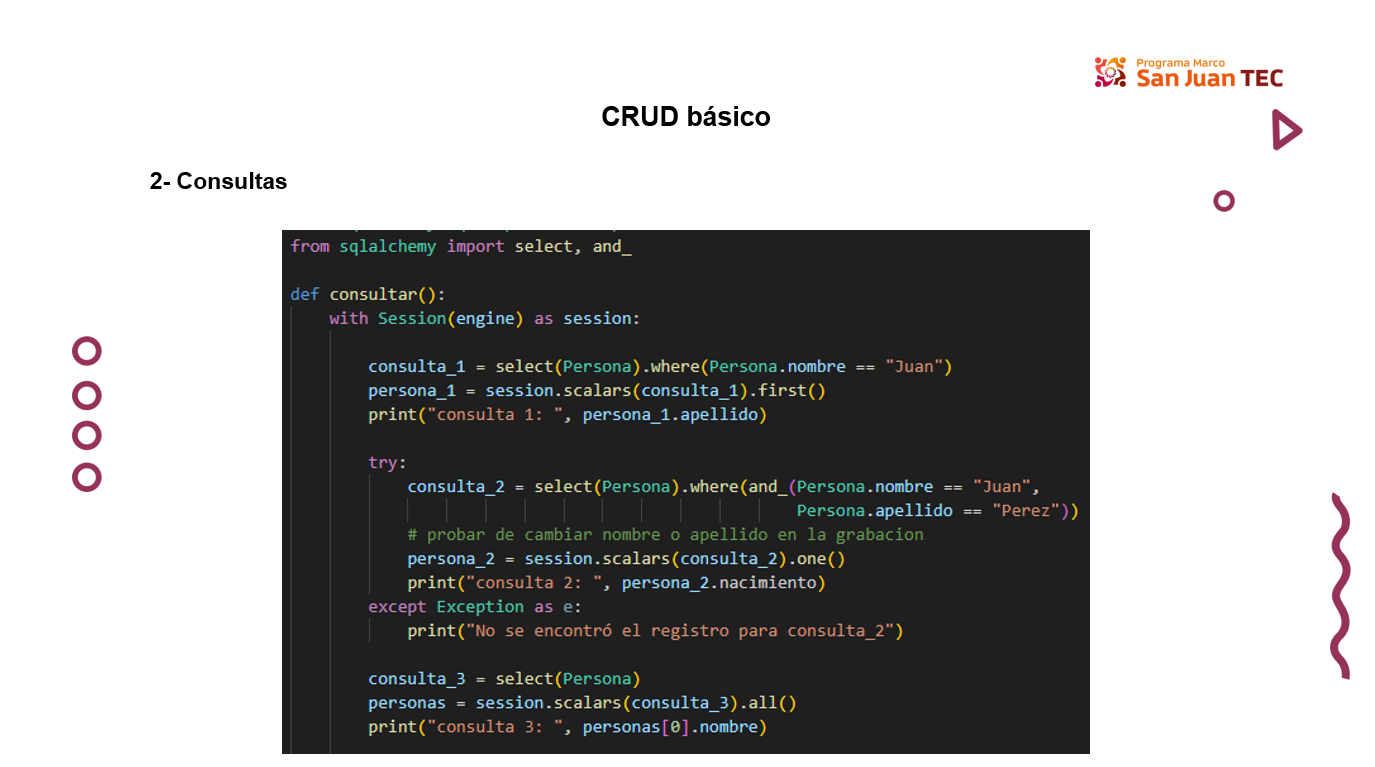 Programa Marco
San Juan TEC
CRUD básico
2- Consultas
from sqlalchemy import select, and_
def consultar():
with Session(engine) as session:
consulta_1 = select(Persona).where(Persona.nombre == "Juan")
persona_1 = session.scalars(consulta_1).first()
print("consulta 1: ", persona_1.apellido)
try:
consulta_2 = select(Persona).where(and_(Persona.nombre == "Juan",
Persona.apellido == "Perez"))
# probar de cambiar nombre o apellido en la grabacion
persona_2 = session.scalars(consulta_2).one()
print("consulta 2: ", persona_2.nacimiento)
except Exception as e:
print("No se encontró el registro para consulta_2")
consulta_3 = select(Persona)
personas = session.scalars(consulta_3).all()
print("consulta 3: ", personas[0].nombre)